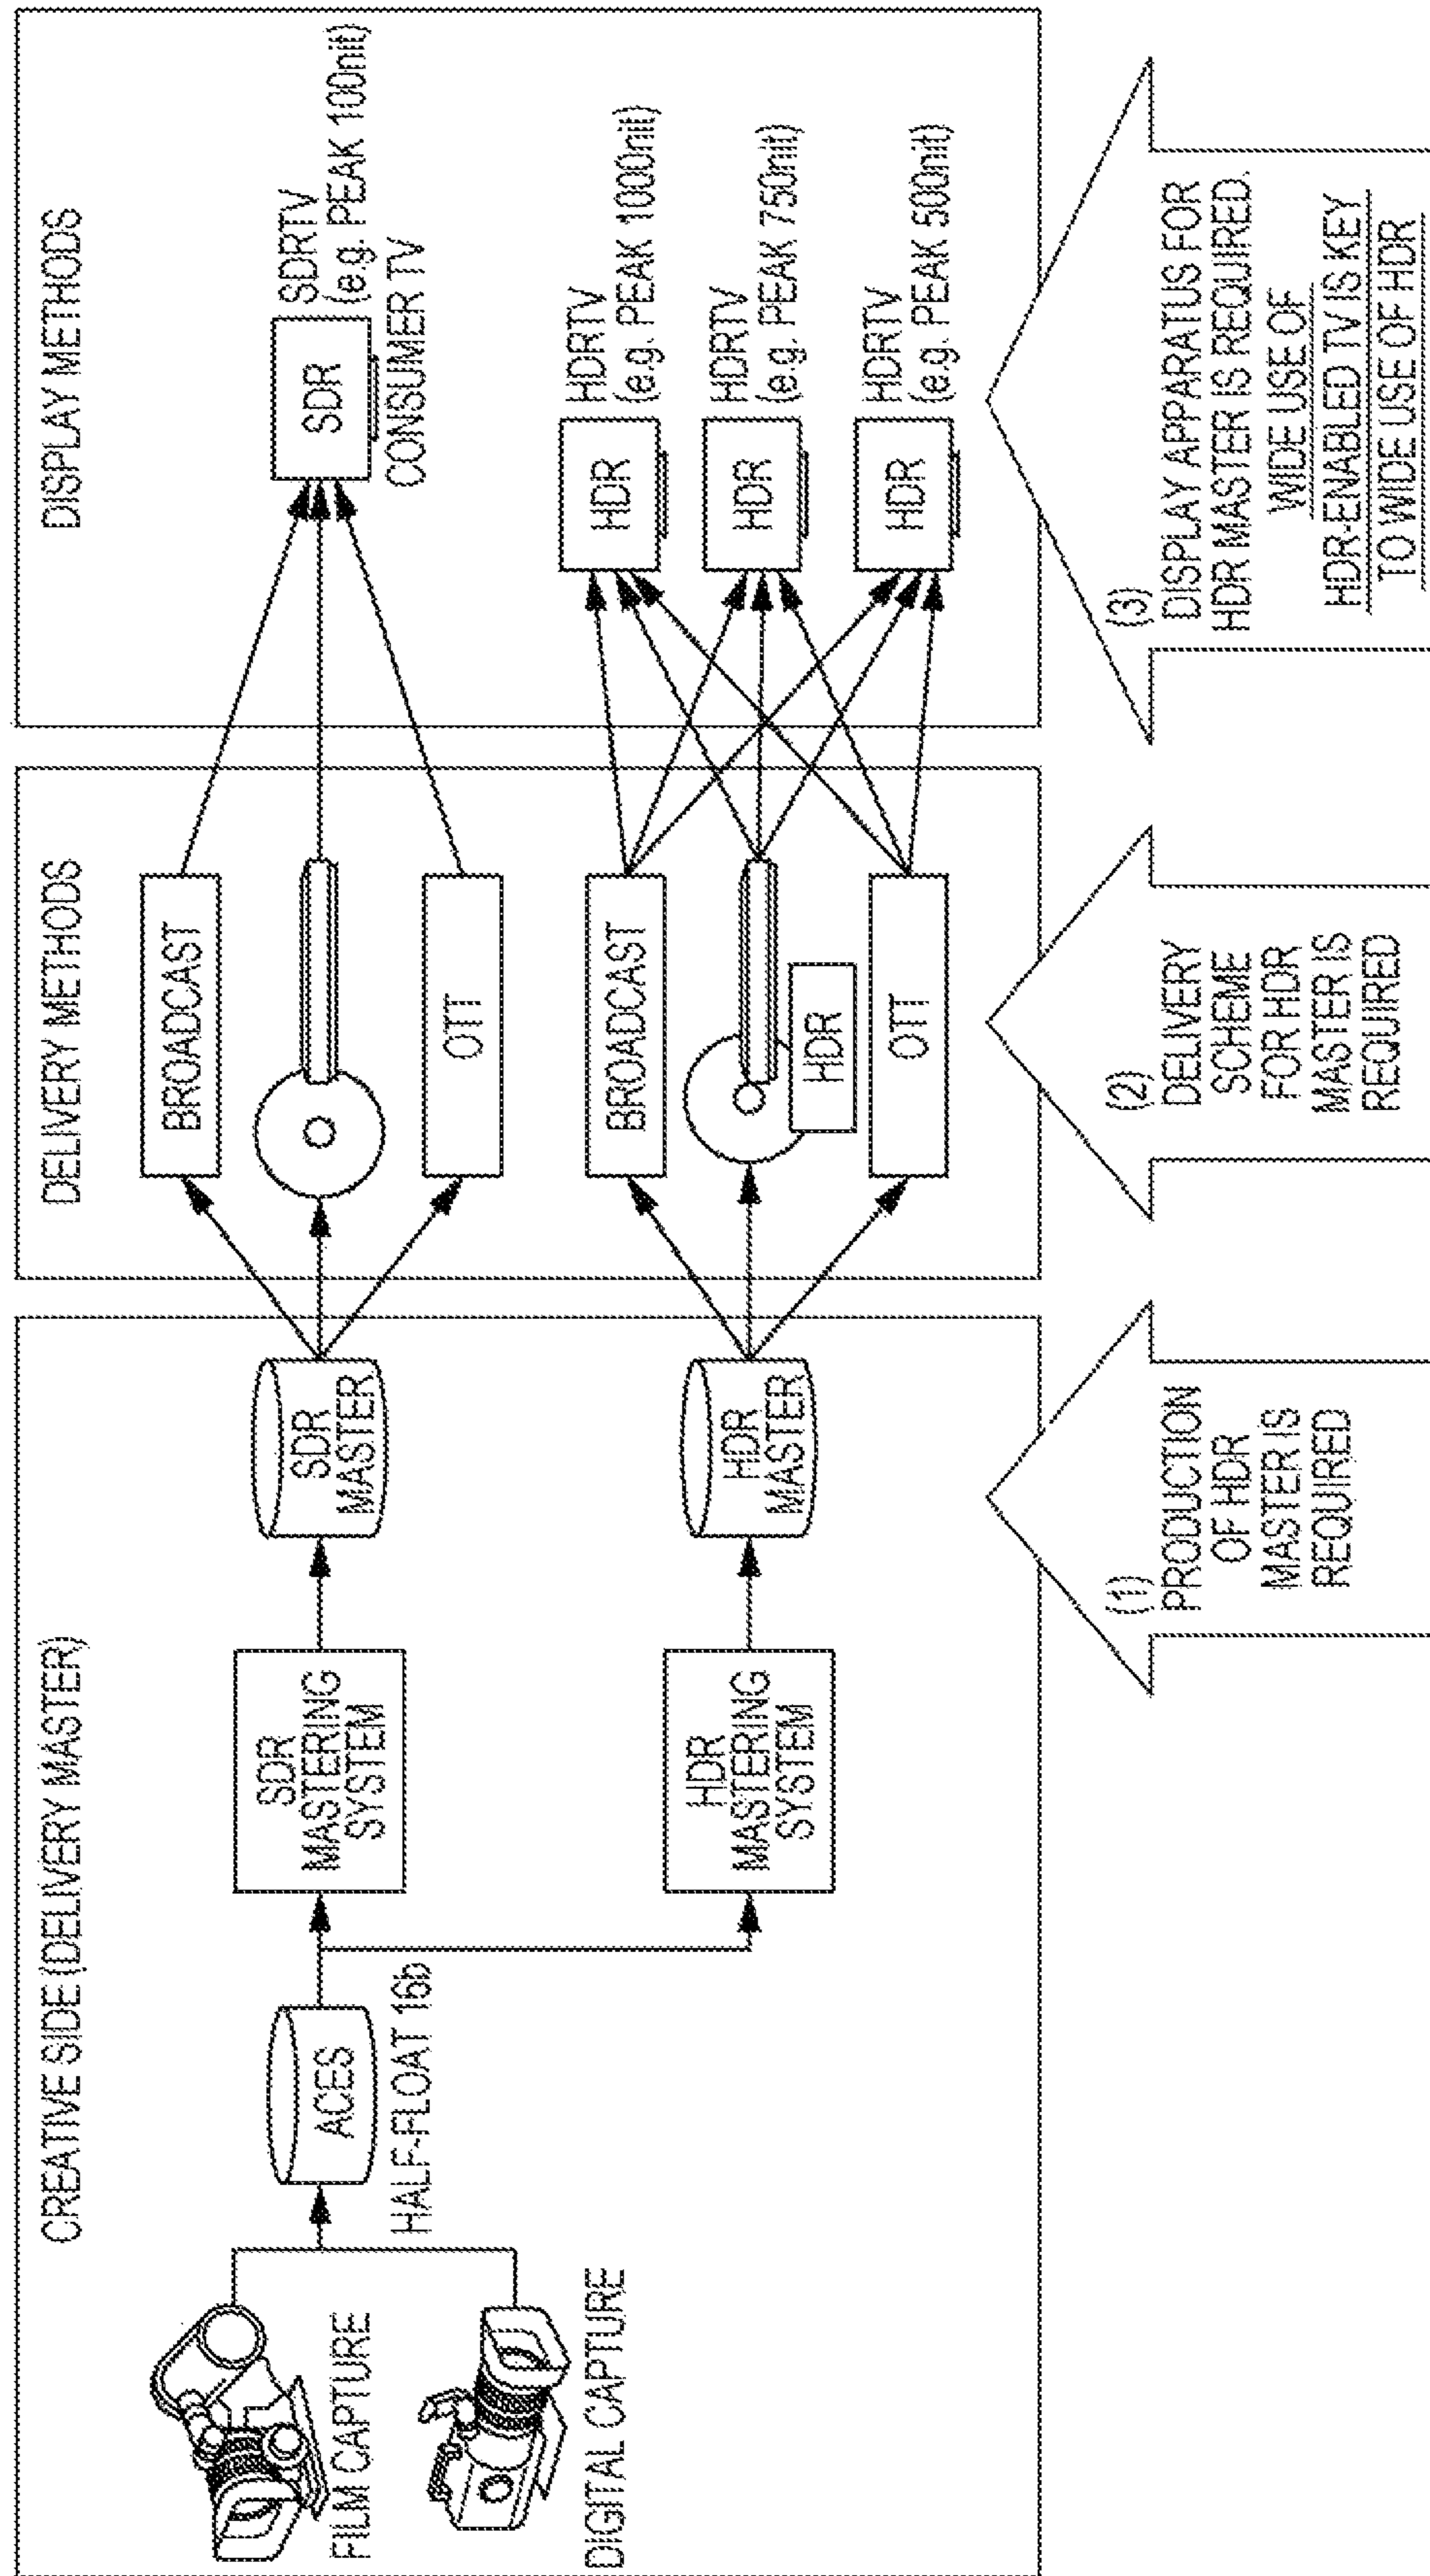 CREATIVE SIDE (DELIVERY MASTER)
FILM CAPTURE
DIGITAL CAPTURE
ACES
HALF-FLOAT 16b
SDR
MASTERING
SYSTEM
SDR
MASTER
HDR
MASTERING
SYSTEM
HDR
MASTER
DELIVERY METHODS
BROADCAST
OTT
BROADCAST
HDR
OTT
DISPLAY METHODS
SDR
SDRTV
(e.g. PEAK 100nit)
CONSUMER TV
HDR
HDRTV
(e.g. PEAK 1000nit)
HDR
HDRTV
(e.g. PEAK 750nit)
HDR
HDRTV
(e.g. PEAK 500nit)
(1)
PRODUCTION
OF HDR
MASTER IS
REQUIRED
(2)
DELIVERY
SCHEME
FOR HDR
MASTER IS
REQUIRED
(3)
DISPLAY APPARATUS FOR
HDR MASTER IS REQUIRED.
WIDE USE OF
HDR-ENABLED TV IS KEY
TO WIDE USE OF HDR